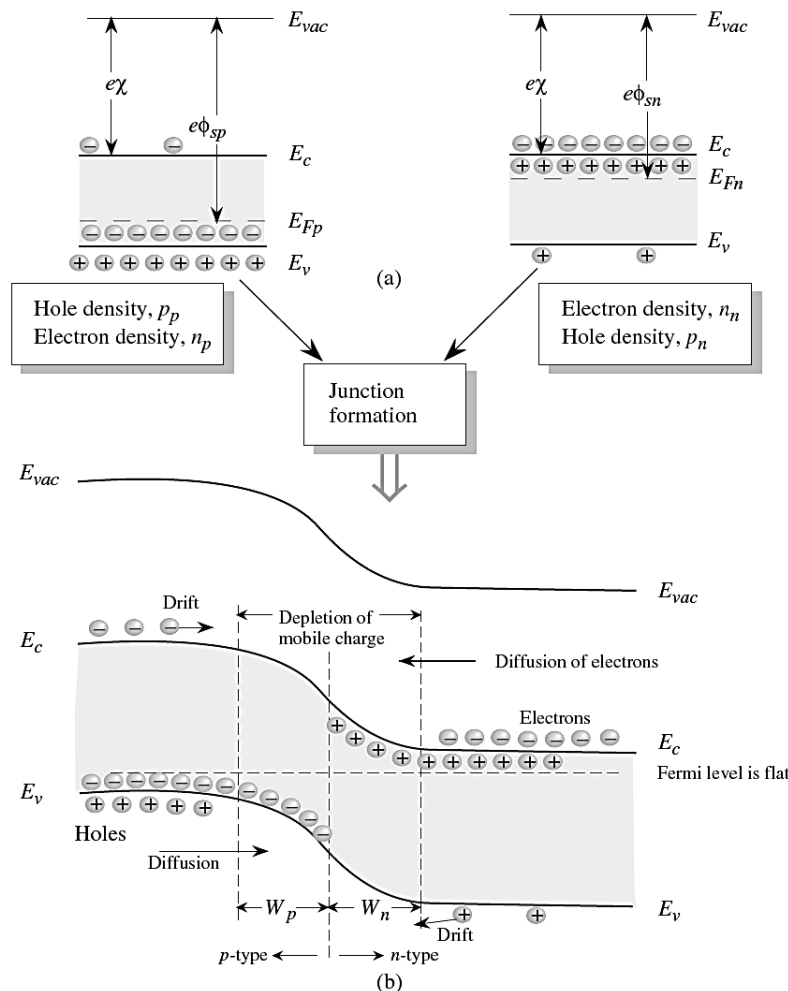 E_vac
E_vac
eχ
eφ_sp
eχ
eφ_sn
E_c
E_c
E_Fp
E_Fn
E_v
E_v
(a)
Hole density, p_p
Electron density, n_p
Electron density, n_n
Hole density, p_n
Junction
formation
E_vac
E_vac
Drift
Depletion of
mobile charge
E_c
Diffusion of electrons
Electrons
E_c
Fermi level is flat
E_v
Holes
Diffusion
W_p
W_n
E_v
Drift
p-type
n-type
(b)